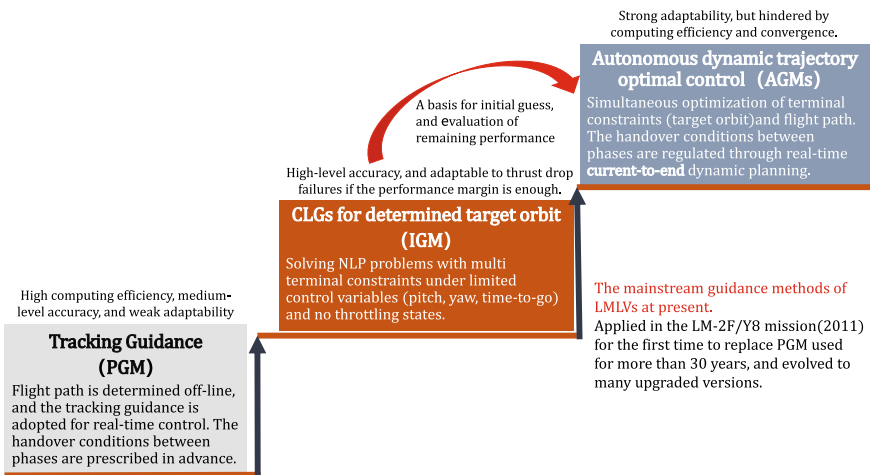 Strong adaptability, but hindered by
computing efficiency and convergence.
Autonomous dynamic trajectory
optimal control （AGMs）
Simultaneous optimization of terminal
constraints (target orbit)and flight path.
The handover conditions between
phases are regulated through real-time
current-to-end dynamic planning.
A basis for initial guess,
and evaluation of
remaining performance
High-level accuracy, and adaptable to thrust drop
failures if the performance margin is enough.
CLGs for determined target orbit
(IGM)
Solving NLP problems with multi
terminal constraints under limited
control variables (pitch, yaw, time-to-go)
and no throttling states.
High computing efficiency, medium-
level accuracy, and weak adaptability
Tracking Guidance
(PGM)
Flight path is determined off-line,
and the tracking guidance is
adopted for real-time control. The
handover conditions between
phases are prescribed in advance.
The mainstream guidance methods of
LMLVs at present.
Applied in the LM-2F/Y8 mission(2011)
for the first time to replace PGM used
for more than 30 years, and evolved to
many upgraded versions.